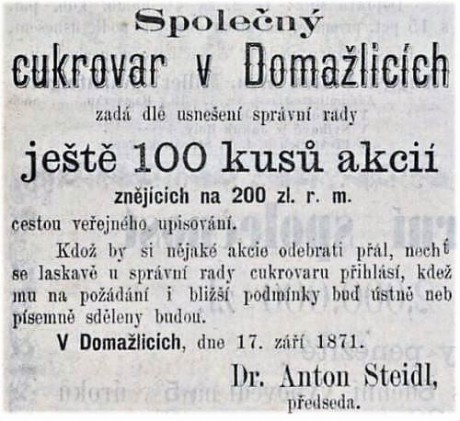 Společný
cukrovar v Domažlicích
zadá dlé usnešení správní rady
ještě 100 kusů akcií
znějících na 200 zl. r. m.
cestou veřejného upisování.
Kdož by si nějaké akcie odebrati přál, nechť
se laskavě u správní rady cukrovaru přihlásí, kdež
mu na požádání i bližší podmínky buď ústně neb
písemně sděleny budou.
V Domažlicích, dne 17. září 1871.
Dr. Anton Steidl,
předseda.